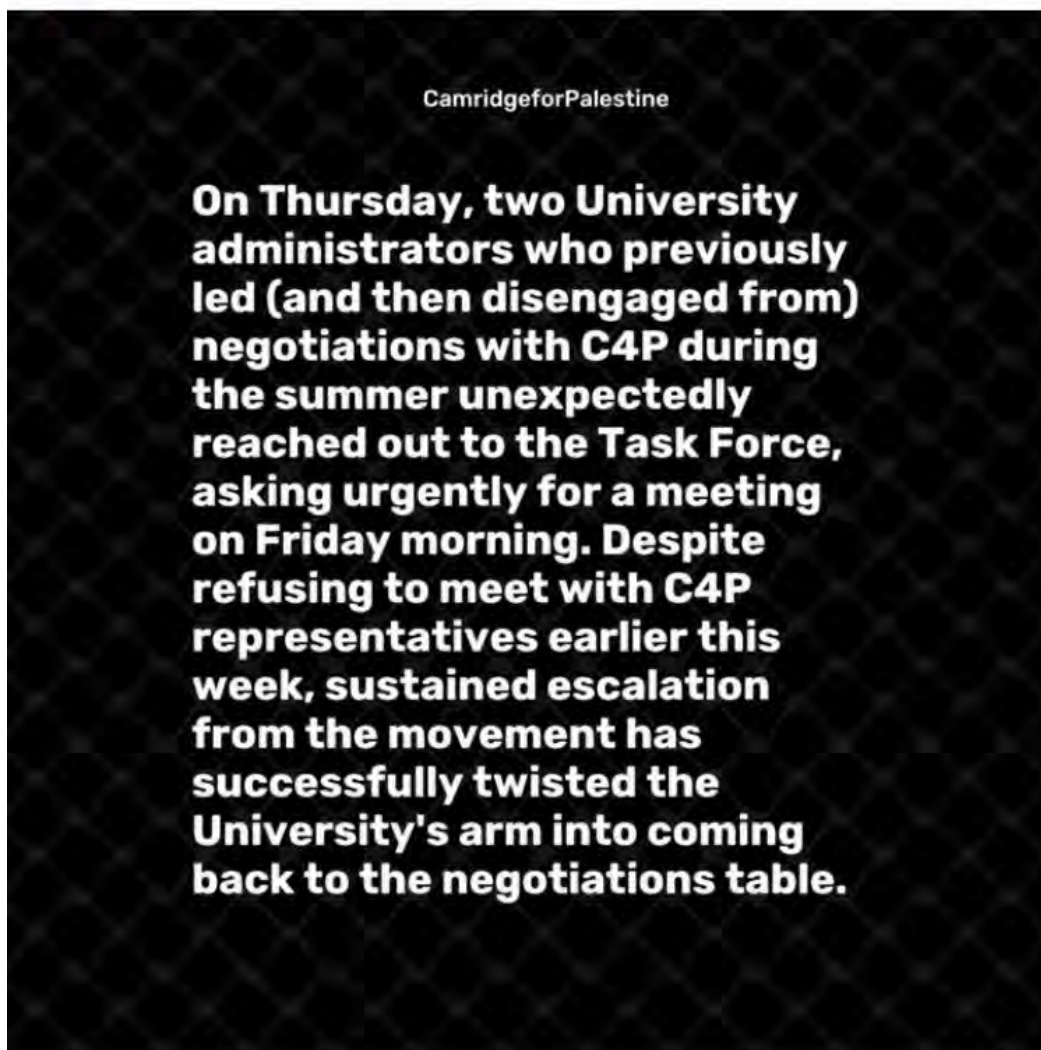 CamridgeforPalestine
On Thursday, two University
administrators who previously
led (and then disengaged from)
negotiations with C4P during
the summer unexpectedly
reached out to the Task Force,
asking urgently for a meeting
on Friday morning. Despite
refusing to meet with C4P
representatives earlier this
week, sustained escalation
from the movement has
successfully twisted the
University's arm into coming
back to the negotiations table.